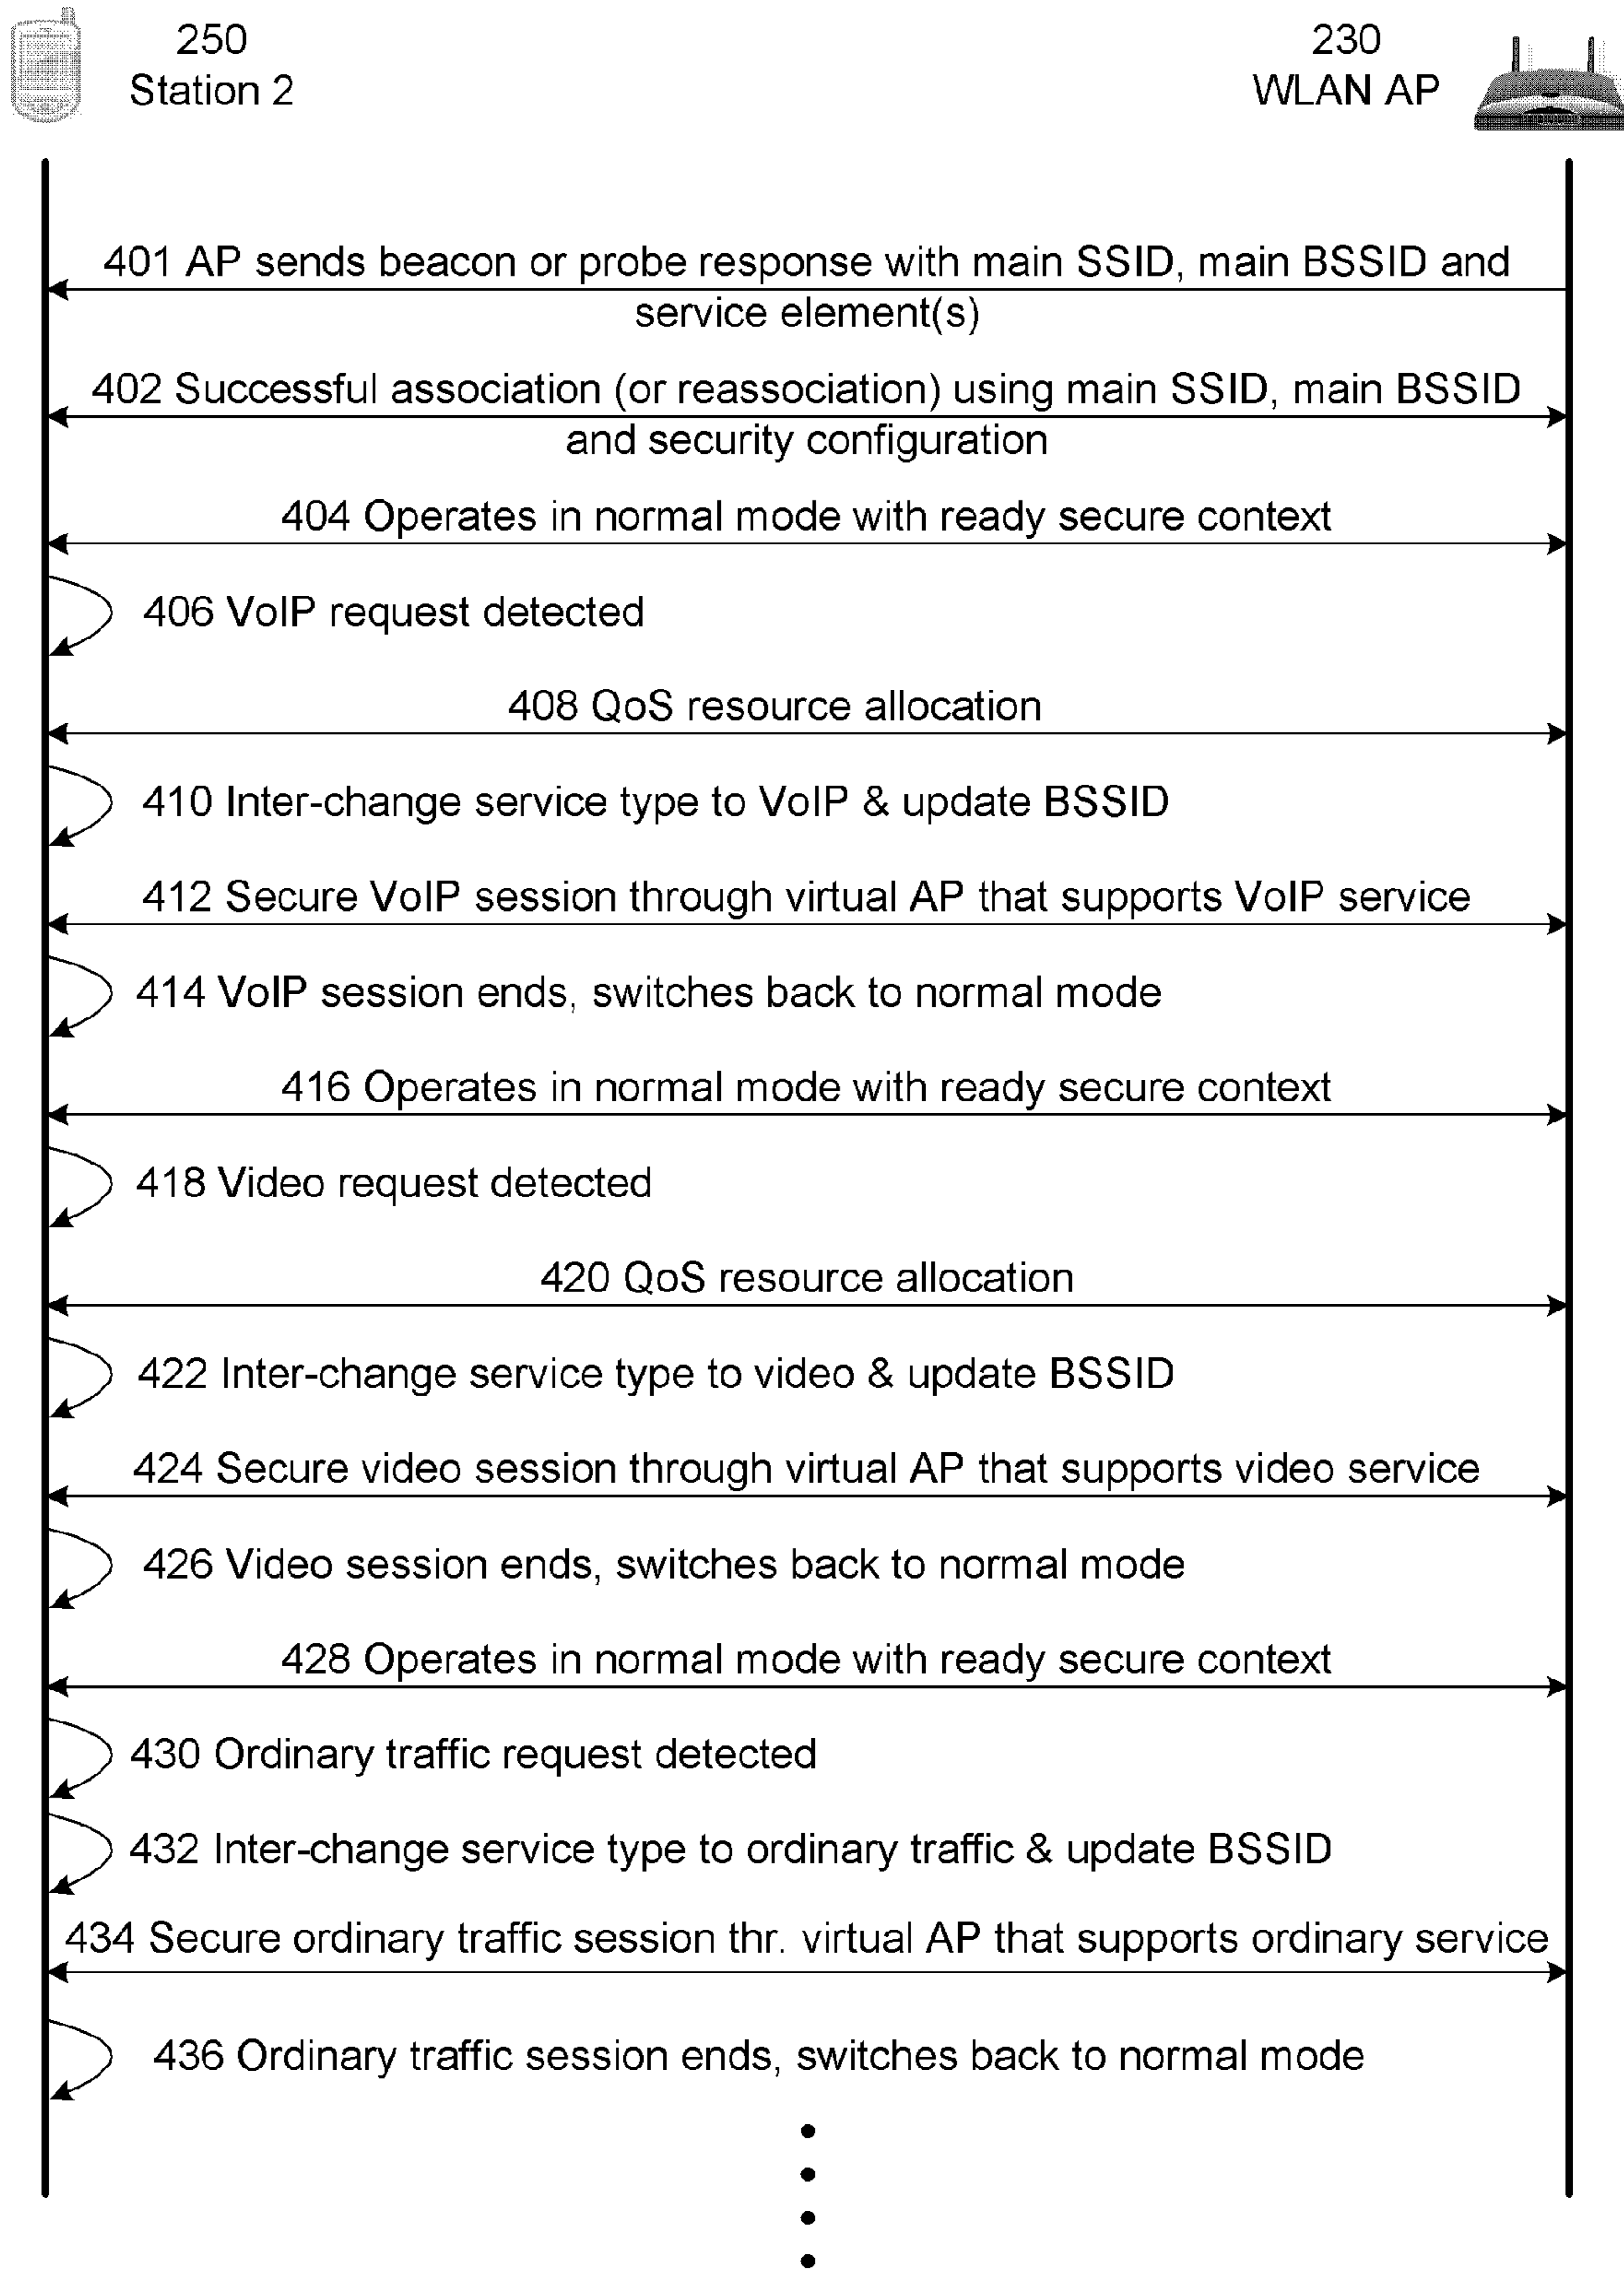 250
Station 2
230
WLAN AP
401 AP sends beacon or probe response with main SSID, main BSSID and
service element(s)
402 Successful association (or reassociation) using main SSID, main BSSID
and security configuration
404 Operates in normal mode with ready secure context
406 VoIP request detected
408 QoS resource allocation
410 Inter-change service type to VoIP & update BSSID
412 Secure VoIP session through virtual AP that supports VoIP service
414 VoIP session ends, switches back to normal mode
416 Operates in normal mode with ready secure context
418 Video request detected
420 QoS resource allocation
422 Inter-change service type to video & update BSSID
424 Secure video session through virtual AP that supports video service
426 Video session ends, switches back to normal mode
428 Operates in normal mode with ready secure context
430 Ordinary traffic request detected
432 Inter-change service type to ordinary traffic & update BSSID
434 Secure ordinary traffic session thr. virtual AP that supports ordinary service
436 Ordinary traffic session ends, switches back to normal mode